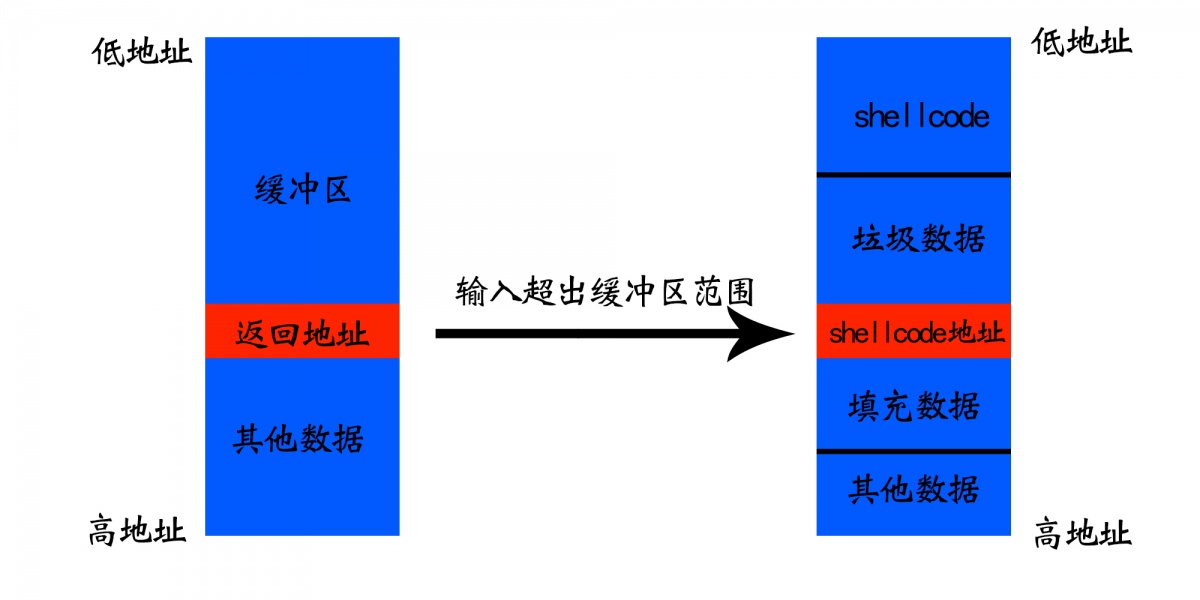 低地址
缓冲区
返回地址
其他数据
高地址
输入超出缓冲区范围
低地址
shellcode
垃圾数据
shellcode地址
填充数据
其他数据
高地址